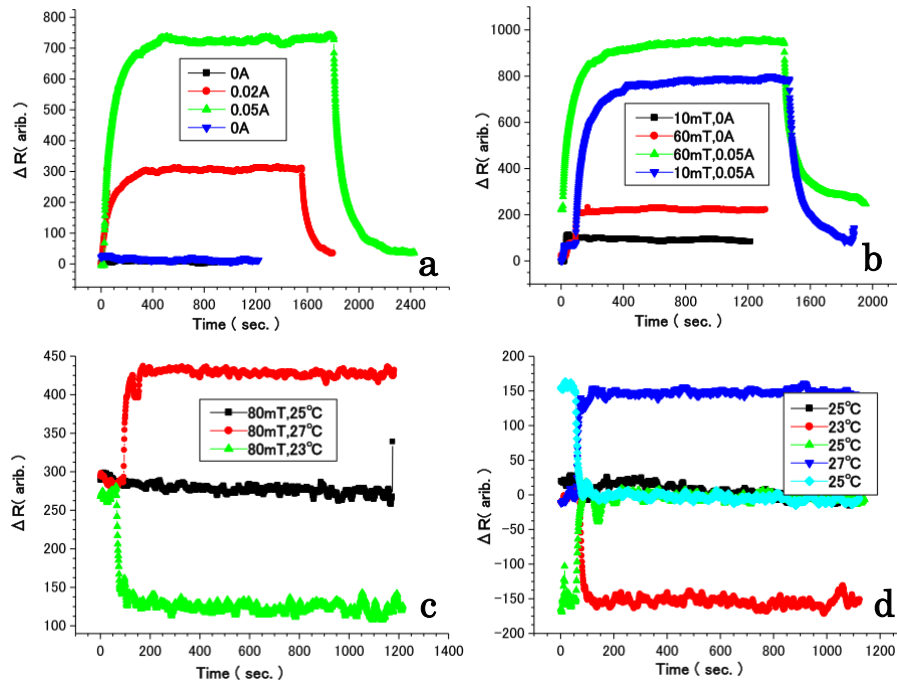 800
700
600
500
400
300
200
100
0
ΔR( arib.)
0A
0.02A
0.05A
0A
a
0 400 800 1200 1600 2000 2400
Time ( sec.)
1000
800
600
400
200
0
ΔR( arib.)
10mT,0A
60mT,0A
60mT,0.05A
10mT,0.05A
b
0 400 800 1200 1600 2000
Time ( sec.)
450
400
350
300
250
200
150
100
ΔR( arib.)
80mT,25°C
80mT,27°C
80mT,23°C
c
0 200 400 600 800 1000 1200 1400
Time ( sec.)
200
150
100
50
0
-50
-100
-150
-200
ΔR( arib.)
25°C
23°C
25°C
27°C
25°C
d
0 200 400 600 800 1000 1200
Time ( sec.)